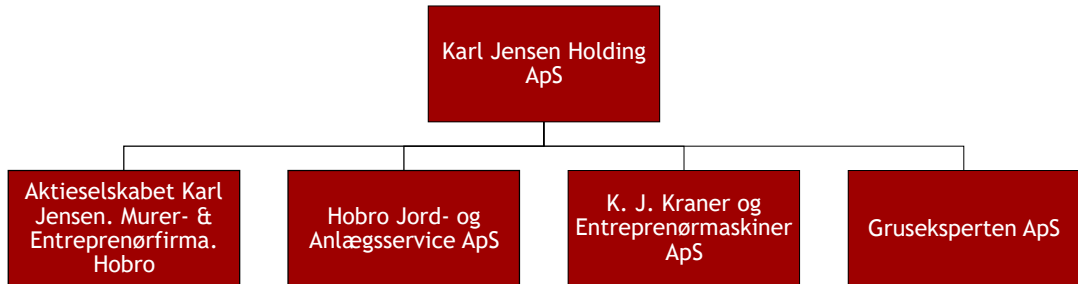 Karl Jensen Holding
ApS
Aktieselskabet Karl
Jensen. Murer- &
Entreprenørfirma.
Hobro
Hobro Jord- og
Anlægsservice ApS
K. J. Kraner og
Entreprenørmaskiner
ApS
Gruseksperten ApS